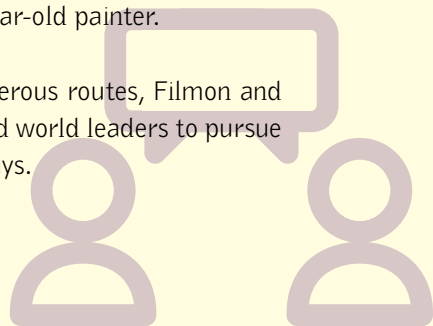 ar-old painter.
erous routes, Filmon and
d world leaders to pursue
ys.